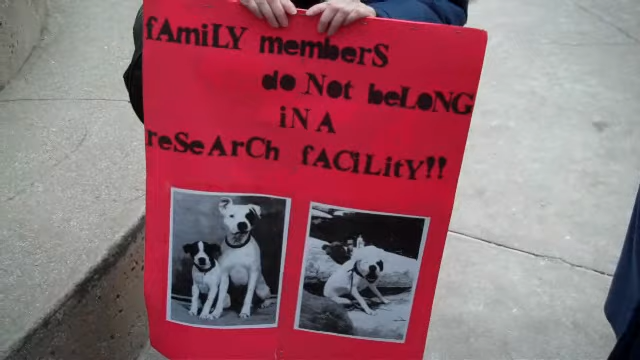 fAmiLY memberS
do Not beLoNG
iN A
reSeArCh fACiLitY!!